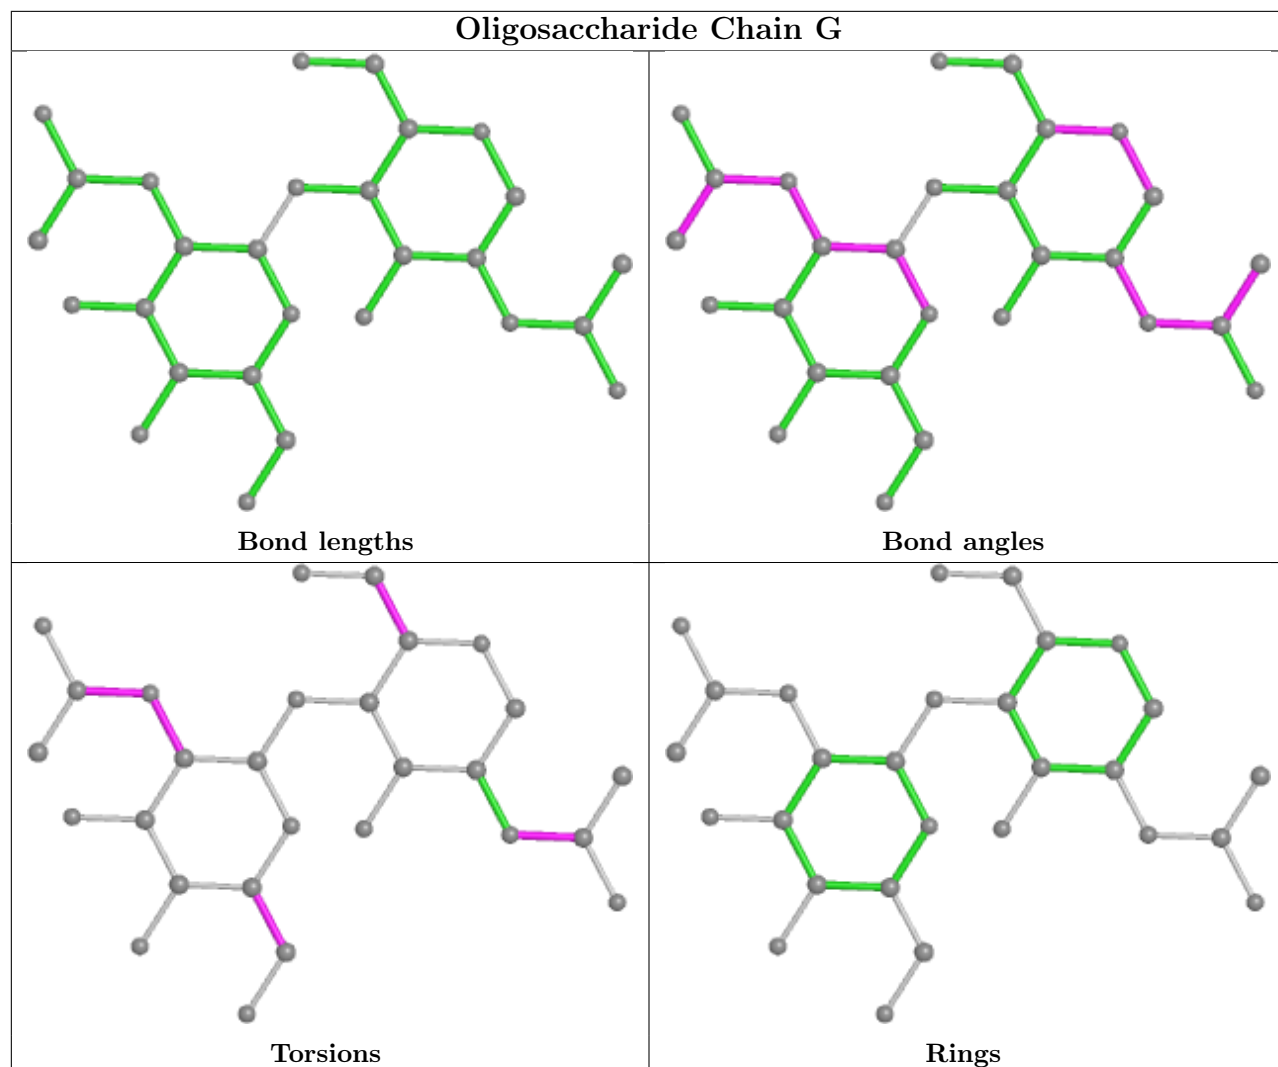 Oligosaccharide Chain G
Bond lengths
Bond angles
Torsions
Rings